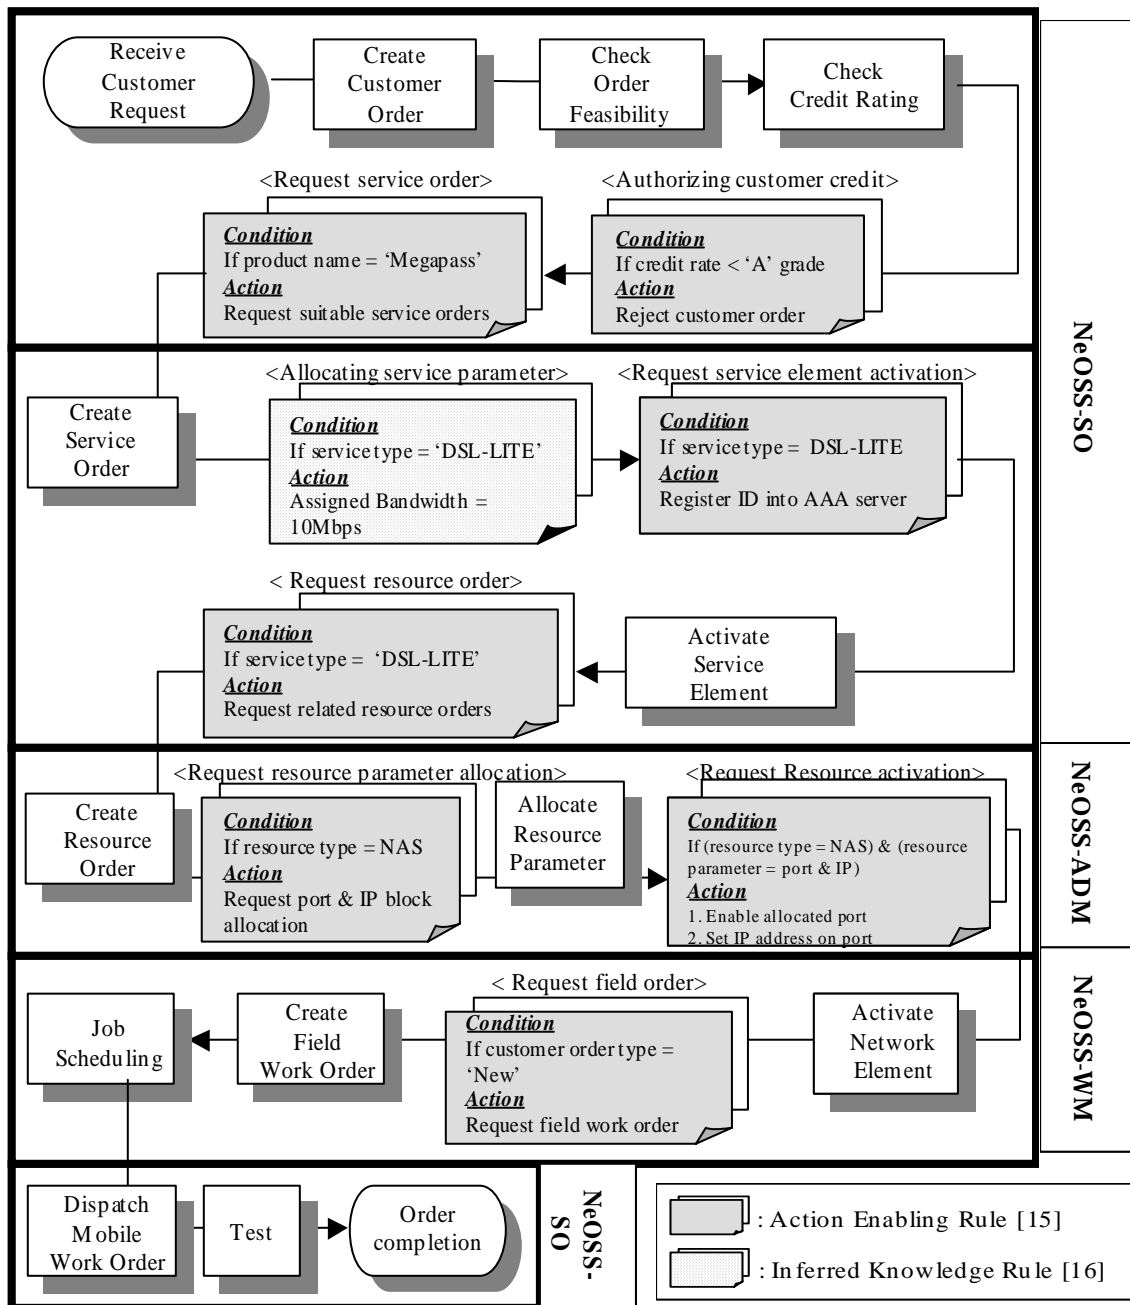 Receive
Customer
Request
Create
Customer
Order
Check
Order
Feasibility
Check
Credit Rating
<Request service order>
Condition
If product name = ‘Megapass’
Action
Request suitable service orders
<Authorizing customer credit>
Condition
If credit rate < ‘A’ grade
Action
Reject customer order
NeOSS-SO
Create
Service
Order
<Allocating service parameter>
Condition
If service type = ‘DSL-LITE’
Action
Assigned Bandwidth =
10Mbps
<Request service element activation>
Condition
If service type = DSL-LITE
Action
Register ID into AAA server
< Request resource order>
Condition
If service type = ‘DSL-LITE’
Action
Request related resource orders
Activate
Service
Element
Create
Resource
Order
<Request resource parameter allocation>
Condition
If resource type = NAS
Action
Request port & IP block
allocation
Allocate
Resource
Parameter
<Request Resource activation>
Condition
If (resource type = NAS) & (resource
parameter = port & IP)
Action
1. Enable allocated port
2. Set IP address on port
NeOSS-ADM
Job
Scheduling
Create
Field
Work Order
< Request field order>
Condition
If customer order type =
‘New’
Action
Request field work order
Activate
Network
Element
NeOSS-WM
Dispatch
Mobile
Work Order
Test
Order
completion
NeOSS-
SO
: Action Enabling Rule [15]
: Inferred Knowledge Rule [16]